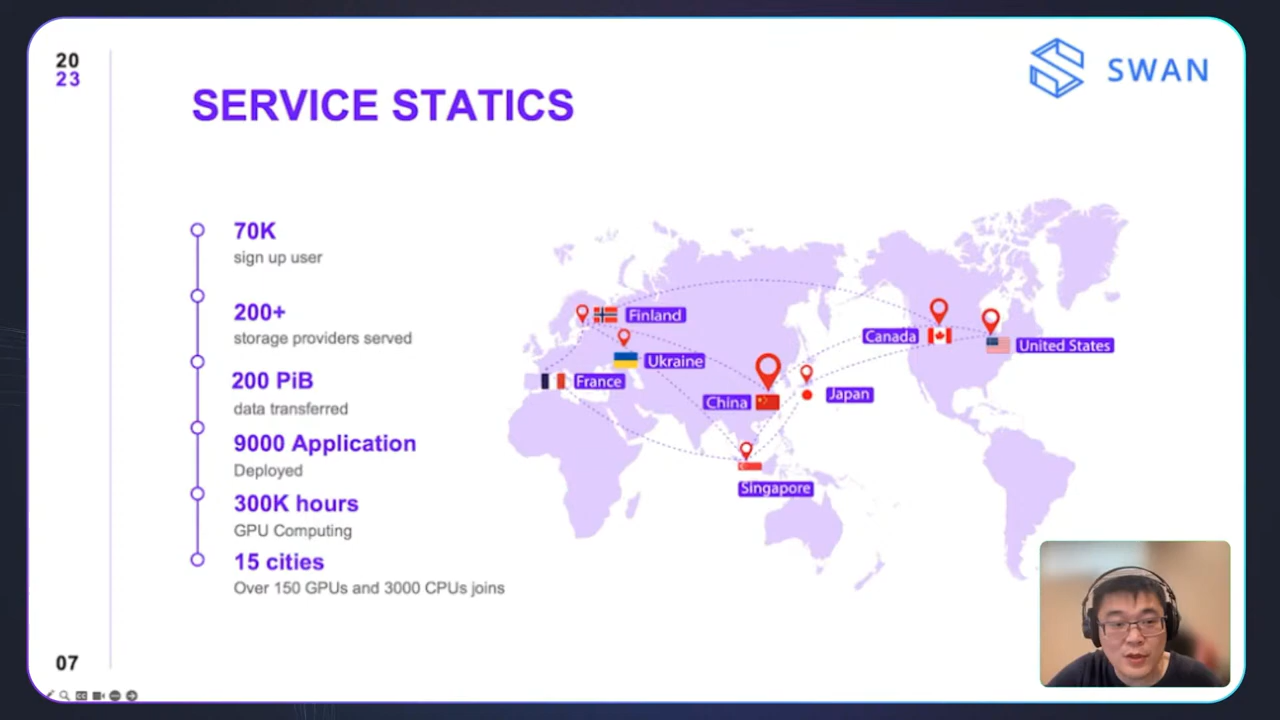 20
23
SWAN
SERVICE STATICS
70K
sign up user
200+
storage providers served
200 PiB
data transferred
9000 Application
Deployed
300K hours
GPU Computing
15 cities
Over 150 GPUs and 3000 CPUs joins
Finland
Ukraine
France
China
Japan
Singapore
Canada
United States
07